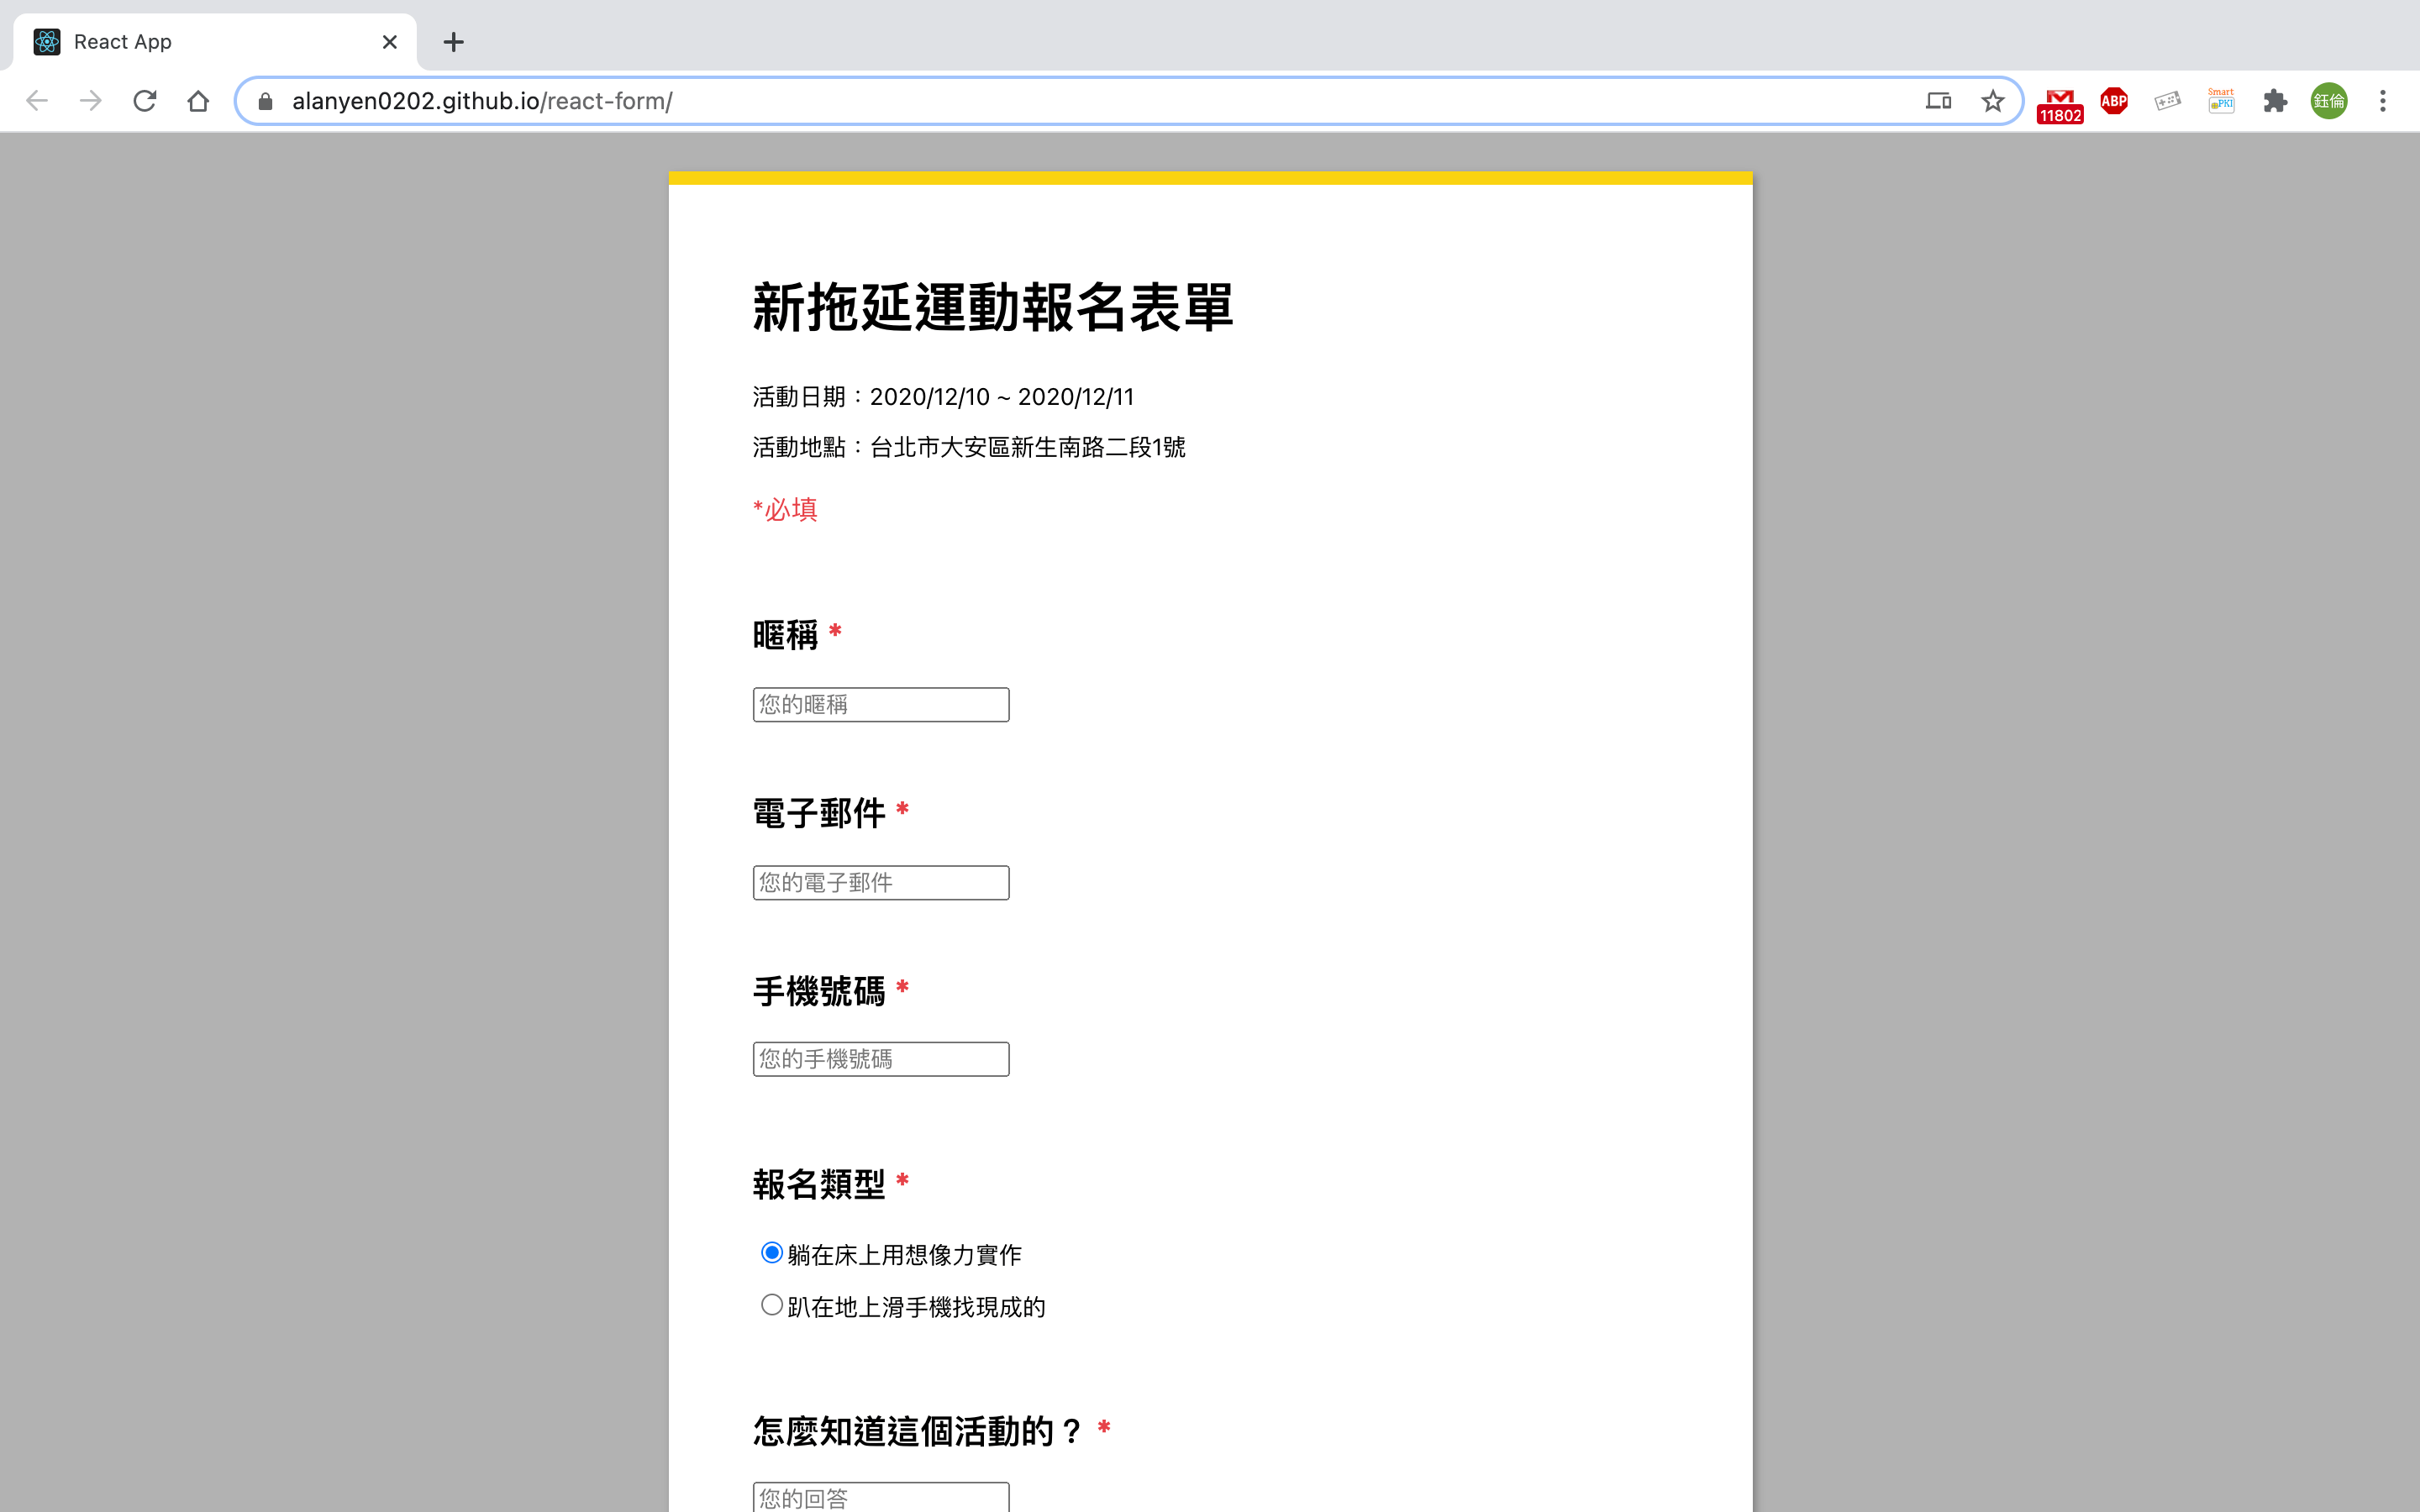 React App
alanyen0202.github.io/react-form/
11802
ABP
Smart
ePKI
鈺倫
新拖延運動報名表單
活動日期：2020/12/10 ~ 2020/12/11
活動地點：台北市大安區新生南路二段1號
*必填
暱稱 *
您的暱稱
電子郵件 *
您的電子郵件
手機號碼 *
您的手機號碼
報名類型 *
躺在床上用想像力實作
趴在地上滑手機找現成的
怎麼知道這個活動的？ *
您的回答